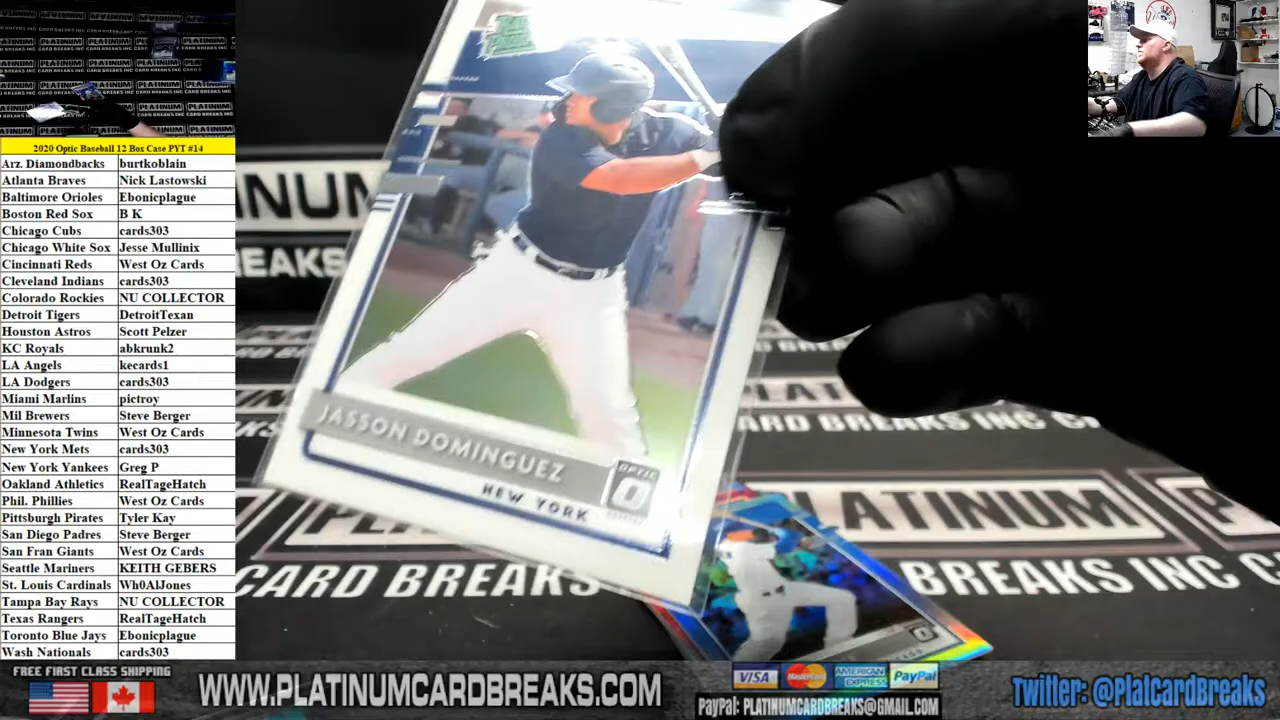 2020 Optic Baseball 12 Box Case PYT #14
Arz. Diamondbacks burtkoblain
Atlanta Braves Nick Lastowski
Baltimore Orioles Ebonicplague
Boston Red Sox B K
Chicago Cubs cards303
Chicago White Sox Jesse Mullinix
Cincinnati Reds West Oz Cards
Cleveland Indians cards303
Colorado Rockies NU COLLECTOR
Detroit Tigers DetroitTexan
Houston Astros Scott Pelzer
KC Royals abkrunk2
LA Angels kecards1
LA Dodgers cards303
Miami Marlins pictroy
Mil Brewers Steve Berger
Minnesota Twins West Oz Cards
New York Mets cards303
New York Yankees Greg P
Oakland Athletics RealTageHatch
Phil. Phillies West Oz Cards
Pittsburgh Pirates Tyler Kay
San Diego Padres Steve Berger
San Fran Giants West Oz Cards
Seattle Mariners KEITH GEBERS
St. Louis Cardinals Wh0AlJones
Tampa Bay Rays NU COLLECTOR
Texas Rangers RealTageHatch
Toronto Blue Jays Ebonicplague
Wash Nationals cards303
JASSON DOMINGUEZ
NEW YORK
OPTIC
PLATINUM
CARD BREAKS
BREAKS INC
FREE FIRST CLASS SHIPPING
WWW.PLATINUMCARDBREAKS.COM
VISA MasterCard AMERICAN EXPRESS PayPal
PayPal: PLATINUMCARDBREAKS@GMAIL.COM
Twitter: @PlatCardBreaks